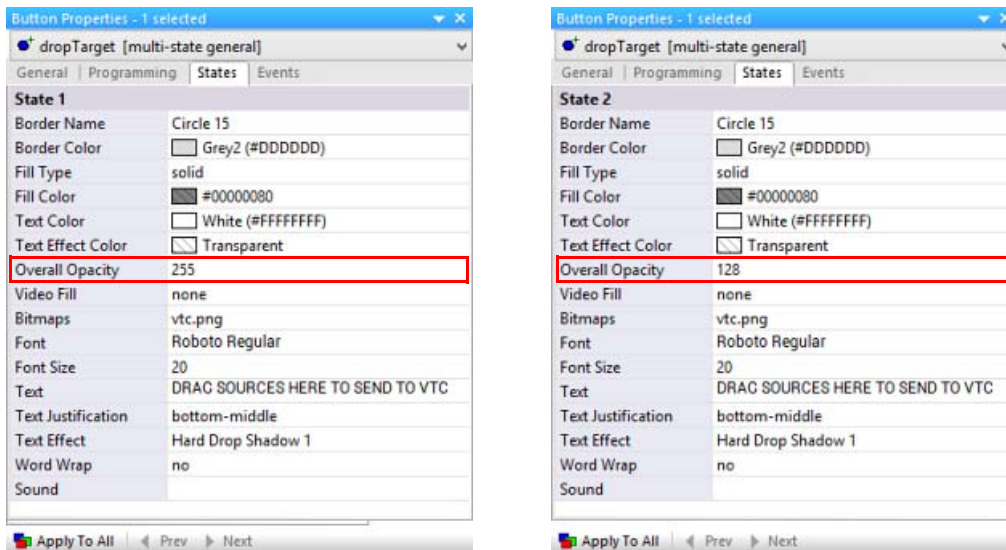 Button Properties - 1 selected
dropTarget [multi-state general]
General | Programming States Events
State 1
Border Name Circle 15
Border Color Grey2 (#DDDDDD)
Fill Type solid
Fill Color #00000080
Text Color White (#FFFFFFFF)
Text Effect Color Transparent
Overall Opacity 255
Video Fill none
Bitmaps vtc.png
Font Roboto Regular
Font Size 20
Text DRAG SOURCES HERE TO SEND TO VTC
Text Justification bottom-middle
Text Effect Hard Drop Shadow 1
Word Wrap no
Sound
Apply To All Prev Next
Button Properties - 1 selected
dropTarget [multi-state general]
General | Programming States Events
State 2
Border Name Circle 15
Border Color Grey2 (#DDDDDD)
Fill Type solid
Fill Color #00000080
Text Color White (#FFFFFFFF)
Text Effect Color Transparent
Overall Opacity 128
Video Fill none
Bitmaps vtc.png
Font Roboto Regular
Font Size 20
Text DRAG SOURCES HERE TO SEND TO VTC
Text Justification bottom-middle
Text Effect Hard Drop Shadow 1
Word Wrap no
Sound
Apply To All Prev Next